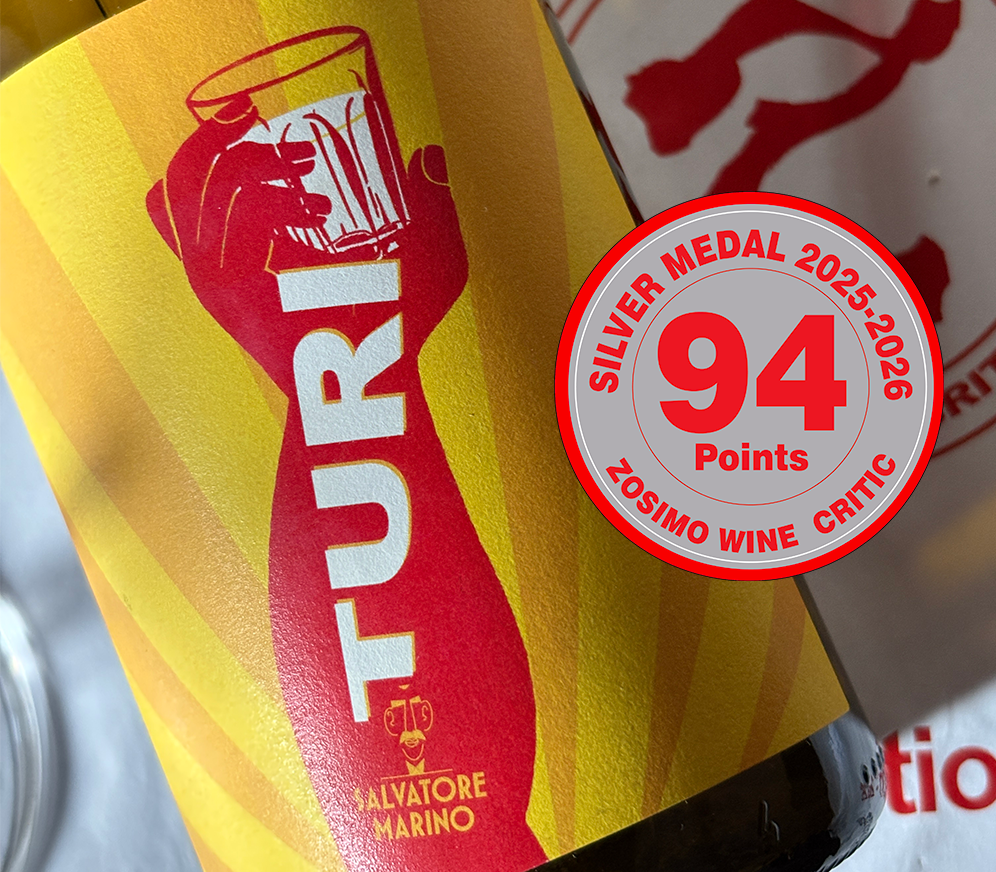 TURI
SALVATORE
MARINO
SILVER MEDAL 2025-2026
94
Points
ZOSIMO WINE CRITIC
tio